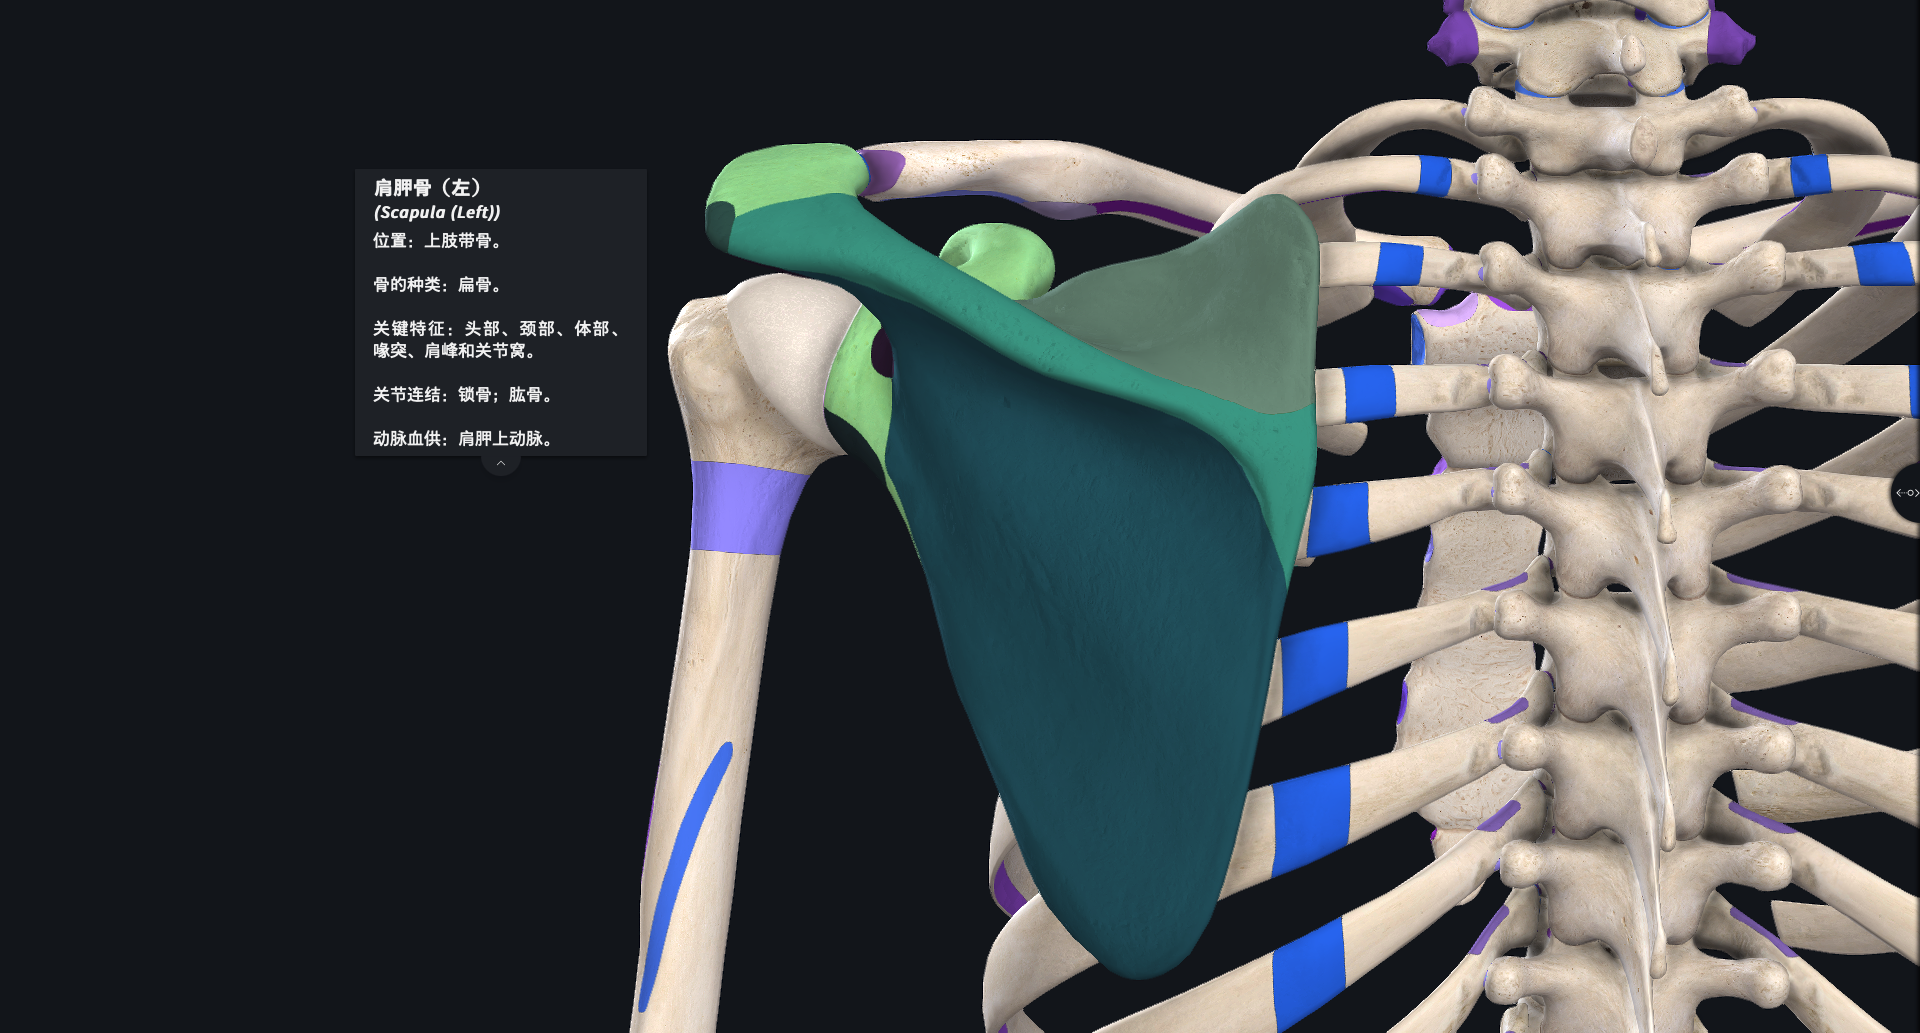 肩胛骨（左）
(Scapula (Left))
位置：上肢带骨。
骨的种类：扁骨。
关键特征：头部、颈部、体部、
喙突、肩峰和关节窝。
关节连结：锁骨；肱骨。
动脉血供：肩胛上动脉。